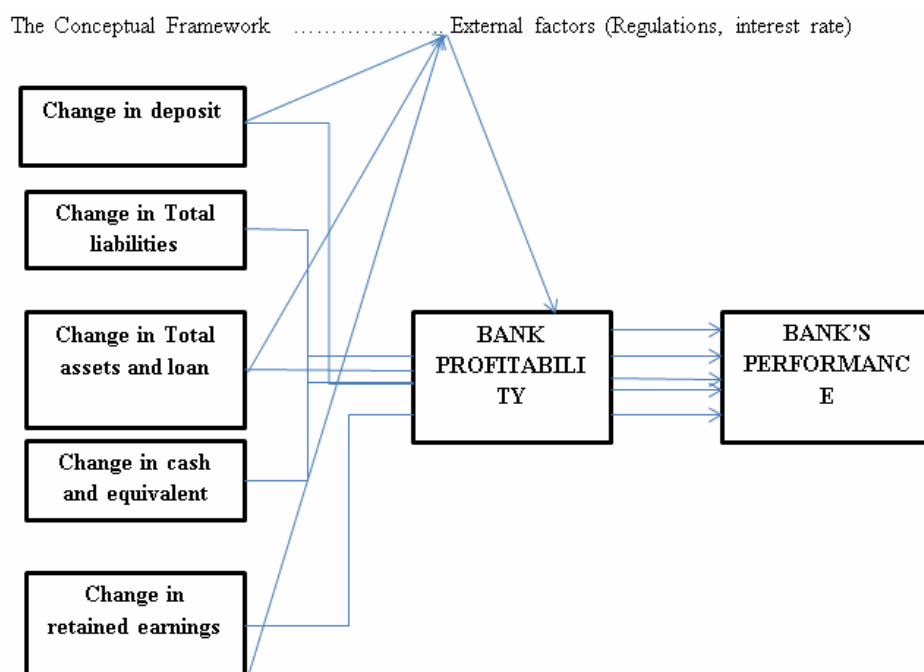 The Conceptual Framework ………………….. External factors (Regulations, interest rate)
Change in deposit
Change in Total
liabilities
Change in Total
assets and loan
BANK
PROFITABILI
TY
BANK’S
PERFORMANC
E
Change in cash
and equivalent
Change in
retained earnings